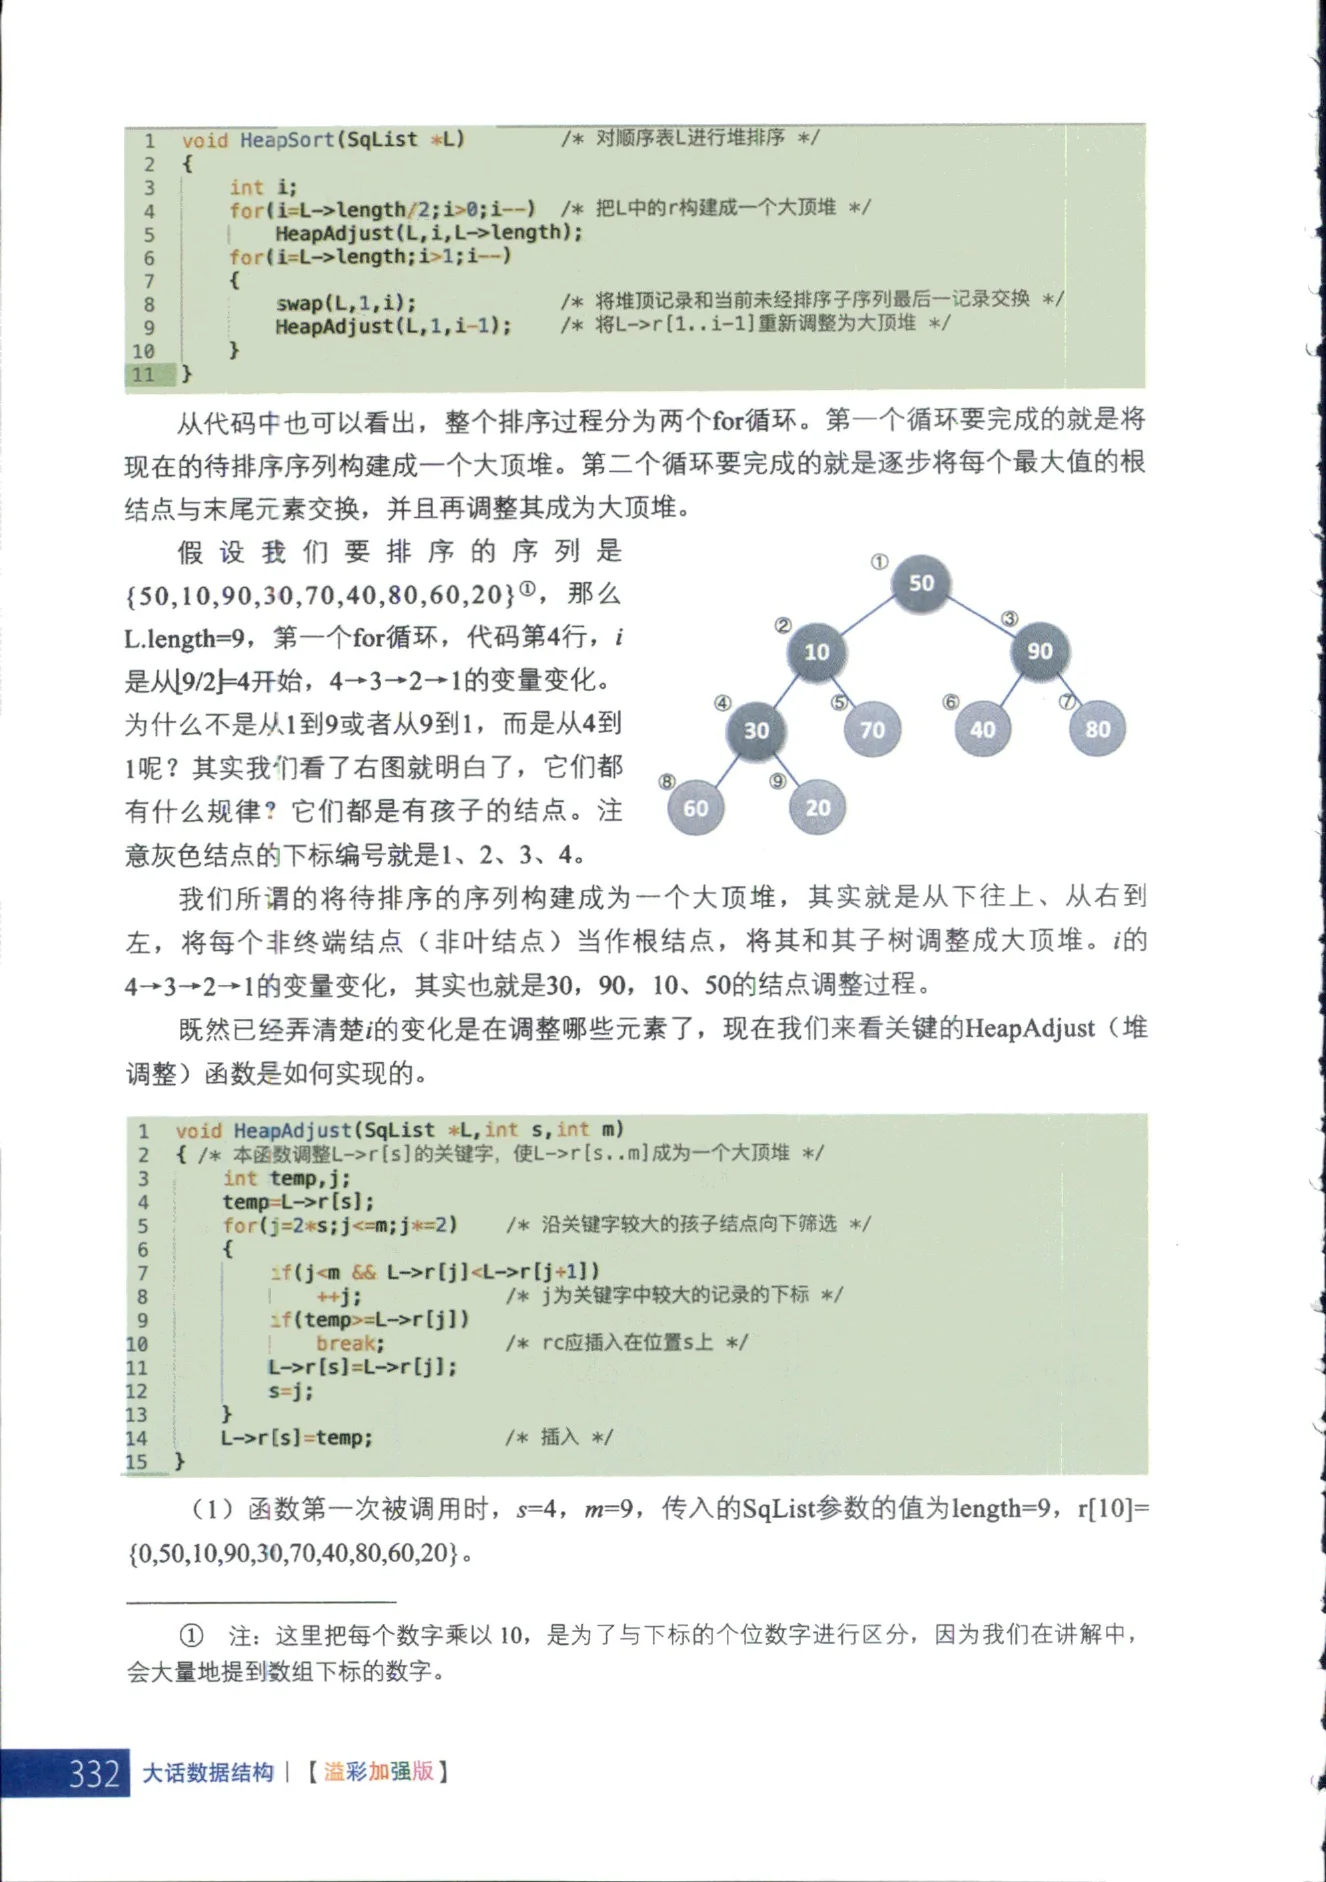 1 void HeapSort(SqList *L) /* 对顺序表L进行堆排序 */
2 {
3 int i;
4 for(i=L->length/2;i>0;i--) /* 把L中的r构建成一个大顶堆 */
5 HeapAdjust(L,i,L->length);
6 for(i=L->length;i>1;i--)
7 {
8 swap(L,1,i); /* 将堆顶记录和当前未经排序子序列最后一记录交换 */
9 HeapAdjust(L,1,i-1); /* 将L->r[1..i-1]重新调整为大顶堆 */
10 }
11 }
从代码中也可以看出，整个排序过程分为两个for循环。第一个循环要完成的就是将
现在的待排序序列构建成一个大顶堆。第二个循环要完成的就是逐步将每个最大值的根
结点与末尾元素交换，并且再调整其成为大顶堆。
假设我们要排序的序列是
{50,10,90,30,70,40,80,60,20}①，那么
L.length=9，第一个for循环，代码第4行，i
是从⌊9/2⌋=4开始，4→3→2→1的变量变化。
为什么不是从1到9或者从9到1，而是从4到
1呢？其实我们看了右图就明白了，它们都
有什么规律？它们都是有孩子的结点。注
意灰色结点的下标编号就是1、2、3、4。
① 50
② 10 ③ 90
④ 30 ⑤ 70 ⑥ 40 ⑦ 80
⑧ 60 ⑨ 20
我们所谓的将待排序的序列构建成为一个大顶堆，其实就是从下往上、从右到
左，将每个非终端结点（非叶结点）当作根结点，将其和其子树调整成大顶堆。i的
4→3→2→1的变量变化，其实也就是30，90，10、50的结点调整过程。
既然已经弄清楚i的变化是在调整哪些元素了，现在我们来看关键的HeapAdjust（堆
调整）函数是如何实现的。
1 void HeapAdjust(SqList *L,int s,int m)
2 { /* 本函数调整L->r[s]的关键字，使L->r[s..m]成为一个大顶堆 */
3 int temp,j;
4 temp=L->r[s];
5 for(j=2*s;j<=m;j*=2) /* 沿关键字较大的孩子结点向下筛选 */
6 {
7 if(j<m && L->r[j]<L->r[j+1])
8 ++j; /* j为关键字中较大的记录的下标 */
9 if(temp>=L->r[j])
10 break; /* rc应插入在位置s上 */
11 L->r[s]=L->r[j];
12 s=j;
13 }
14 L->r[s]=temp; /* 插入 */
15 }
（1）函数第一次被调用时，s=4，m=9，传入的SqList参数的值为length=9，r[10]=
{0,50,10,90,30,70,40,80,60,20}。
① 注：这里把每个数字乘以 10，是为了与下标的个位数字进行区分，因为我们在讲解中，
会大量地提到数组下标的数字。
332 大话数据结构 | 【溢彩加强版】